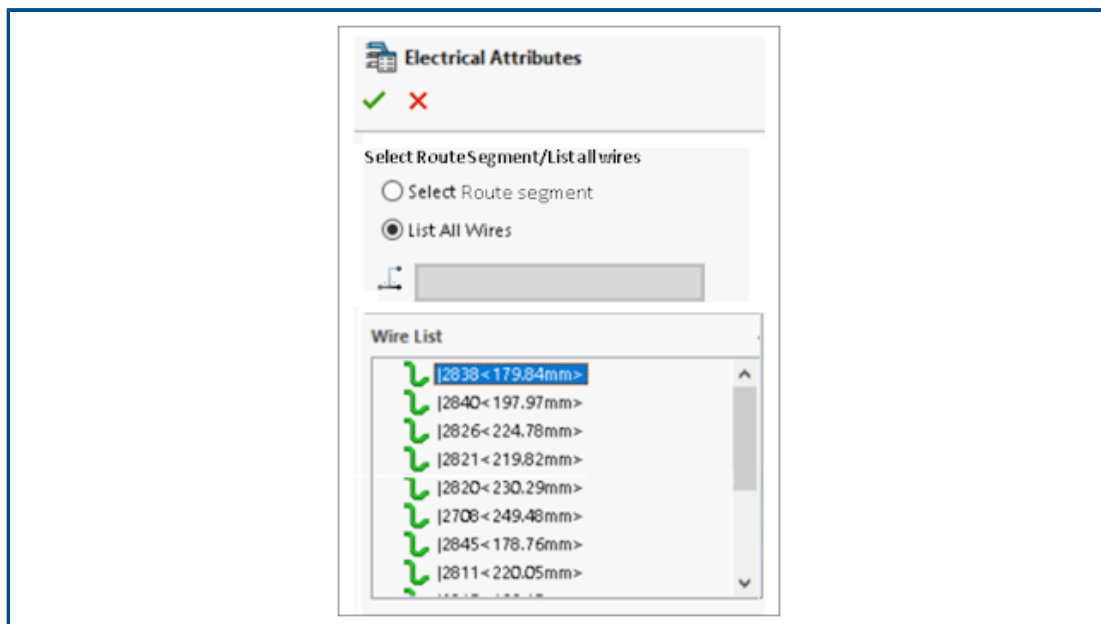 Electrical Attributes
Select Route Segment/List all wires
Select Route segment
List All Wires
Wire List
|2838<179.84mm>
|2840<197.97mm>
|2826<224.78mm>
|2821<219.82mm>
|2820<230.29mm>
|2708<249.48mm>
|2845<178.76mm>
|2811<220.05mm>